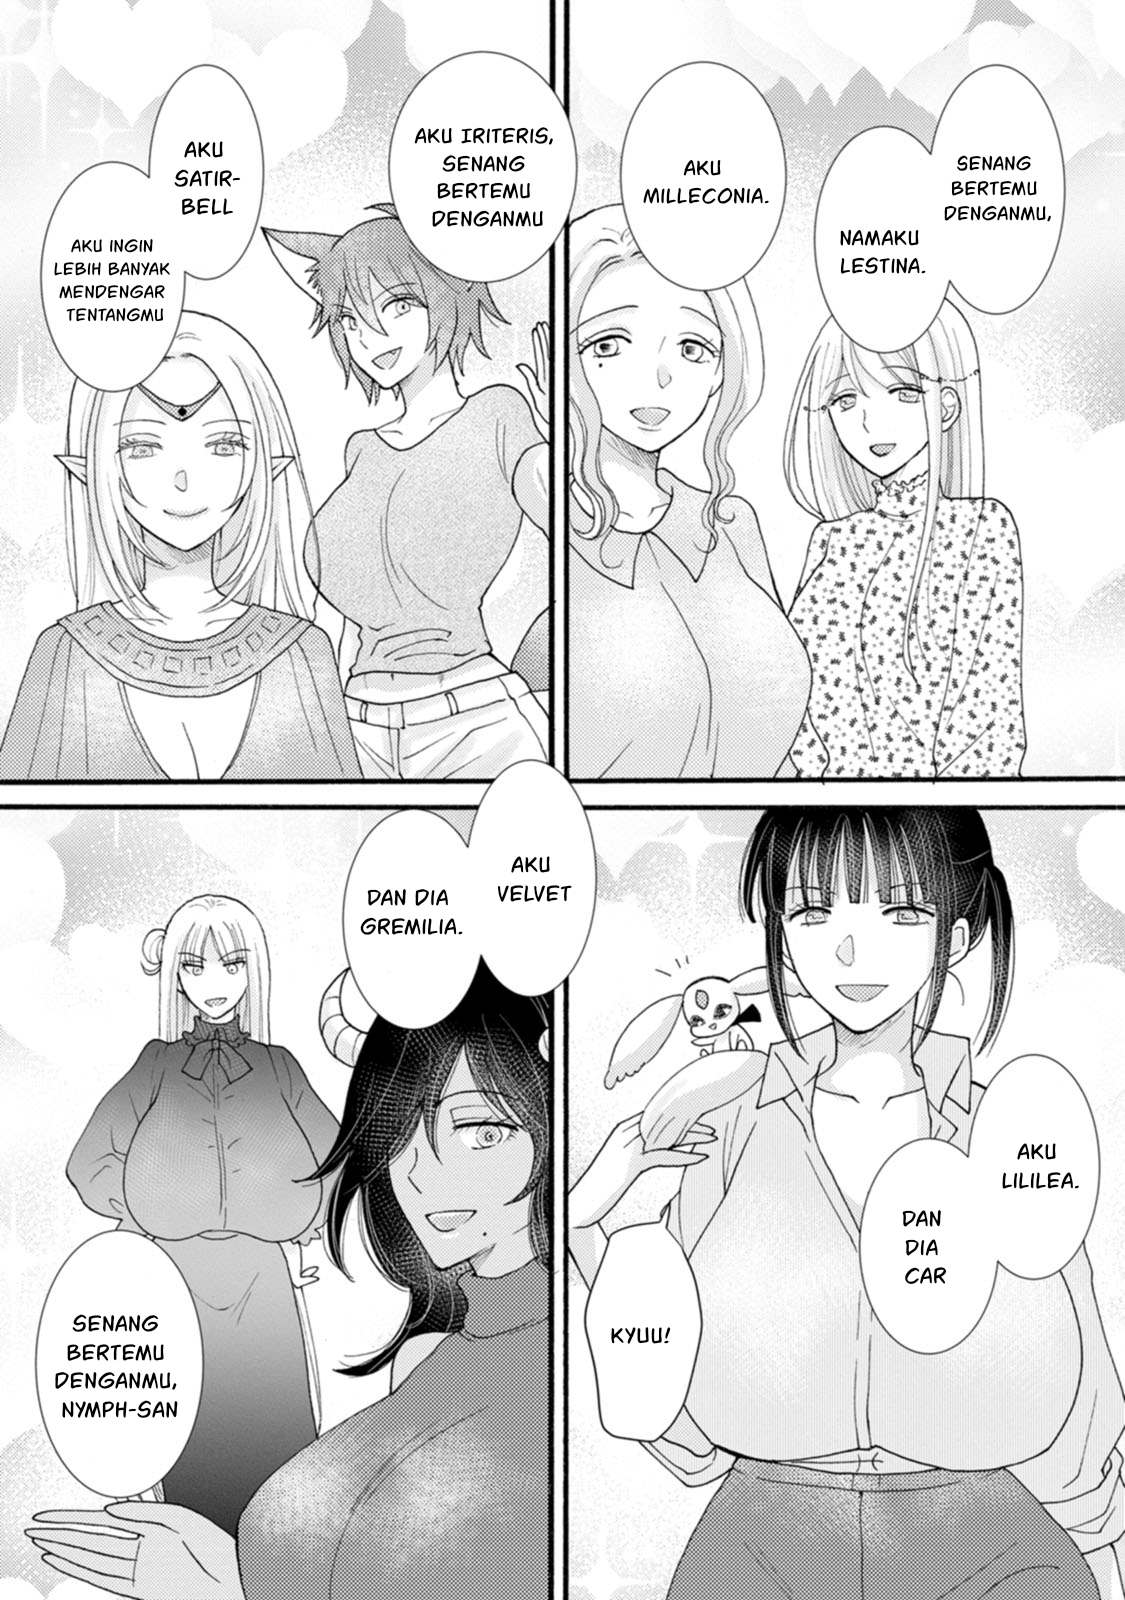 SENANG
BERTEMU
DENGANMU,
NAMAKU
LESTINA.
AKU
MILLECONIA.
AKU IRITERIS,
SENANG
BERTEMU
DENGANMU
AKU
SATIR-
BELL
AKU INGIN
LEBIH BANYAK
MENDENGAR
TENTANGMU
AKU
LILILEA.
DAN
DIA
CAR
KYUU!
AKU
VELVET
DAN DIA
GREMILIA.
SENANG
BERTEMU
DENGANMU,
NYMPH-SAN